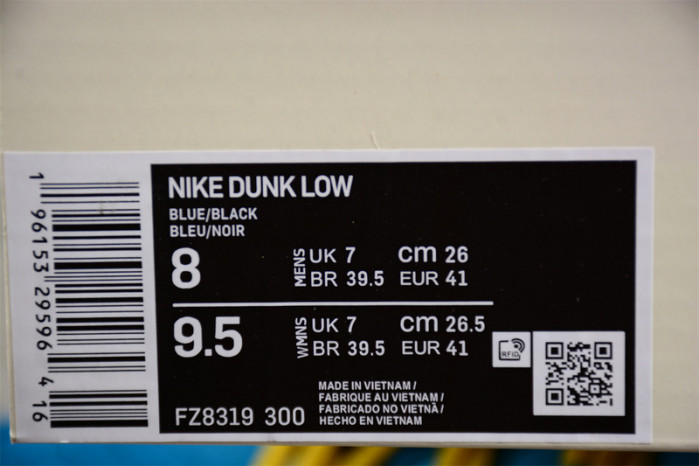 NIKE DUNK LOW
BLUE/BLACK
BLEU/NOIR
8 MENS UK 7 cm 26
BR 39.5 EUR 41
9.5 WMNS UK 7 cm 26.5
BR 39.5 EUR 41
RFID
MADE IN VIETNAM /
FABRIQUE AU VIETNAM /
FABRICADO NO VIETNÃ /
HECHO EN VIETNAM
FZ8319 300
1 96153 29596 4 16